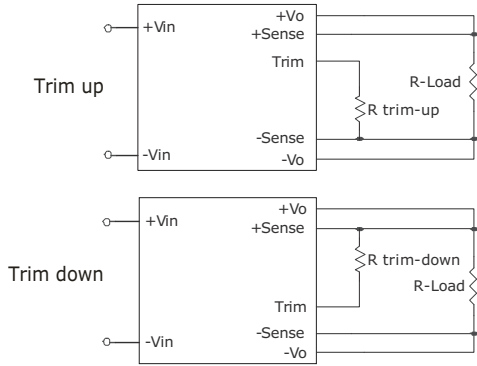 +Vo
+Vin
+Sense
Trim
Trim up
R-Load
R trim-up
-Sense
-Vin
-Vo
+Vo
+Vin
+Sense
R trim-down
Trim down
R-Load
Trim
-Sense
-Vin
-Vo